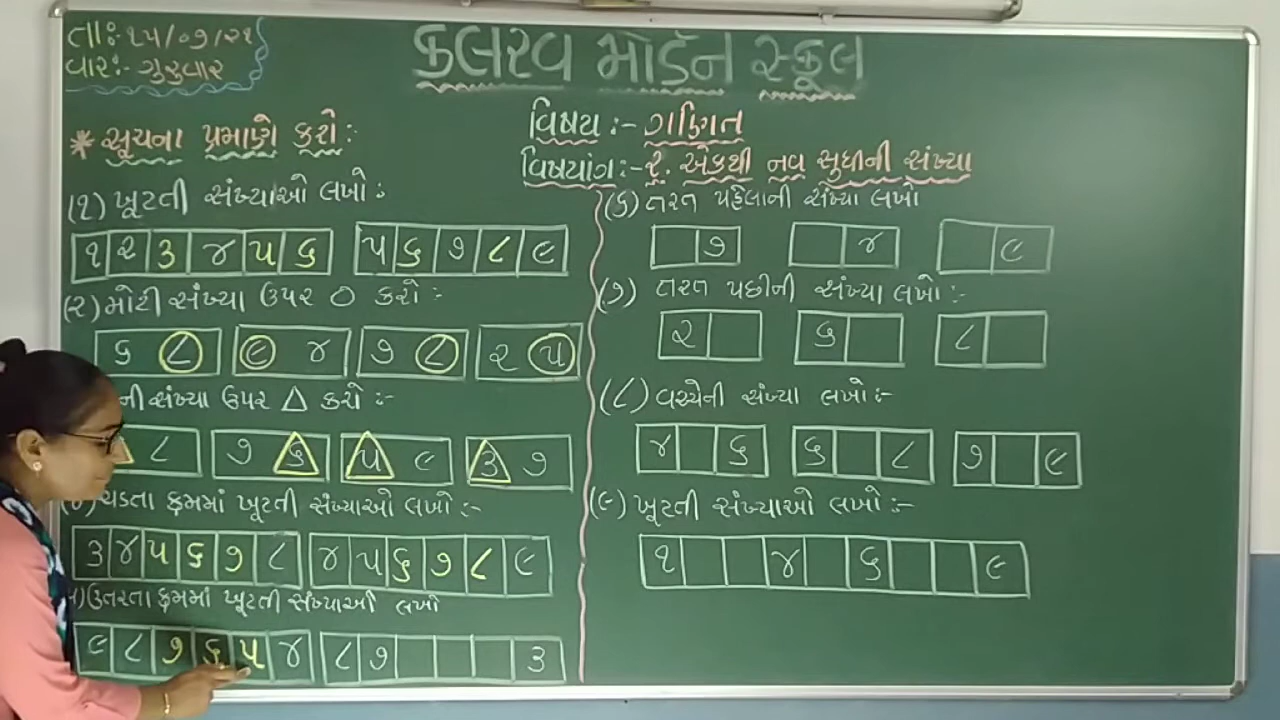 તા:-૧૫/૦૭/૨૧
વાર:- ગુરુવાર
કલરવ મોડૅન સ્કૂલ
વિષય :- ગણિત
વિષયાંગ:- ૨. એકથી નવ સુધીની સંખ્યા
* સૂચના પ્રમાણે કરો :-
(૧) ખૂટતી સંખ્યાઓ લખો :-
૧ ૨ ૩ ૪ ૫ ૬ ૫ ૬ ૭ ૮ ૯
(૨) મોટી સંખ્યા ઉપર ○ કરો :-
૬ ૮ ૯ ૪ ૭ ૮ ૨ ૫
ની સંખ્યા ઉપર △ કરો :-
૮ ૭ ૬ ૫ ૯ ૩ ૭
ચડતા ક્રમમાં ખૂટતી સંખ્યાઓ લખો :-
૩ ૪ ૫ ૬ ૭ ૮ ૪ ૫ ૬ ૭ ૮ ૯
ઉતરતા ક્રમમાં ખૂટતી સંખ્યાઓ લખો
૯ ૮ ૭ ૬ ૫ ૪ ૮ ૭ ૩
(૬) તરત પહેલાની સંખ્યા લખો
૭ ૪ ૯
(૭) તરત પછીની સંખ્યા લખો :-
૨ ૬ ૮
(૮) વચ્ચેની સંખ્યા લખો :-
૪ ૬ ૬ ૮ ૭ ૯
(૯) ખૂટતી સંખ્યાઓ લખો :-
૧ ૪ ૬ ૯